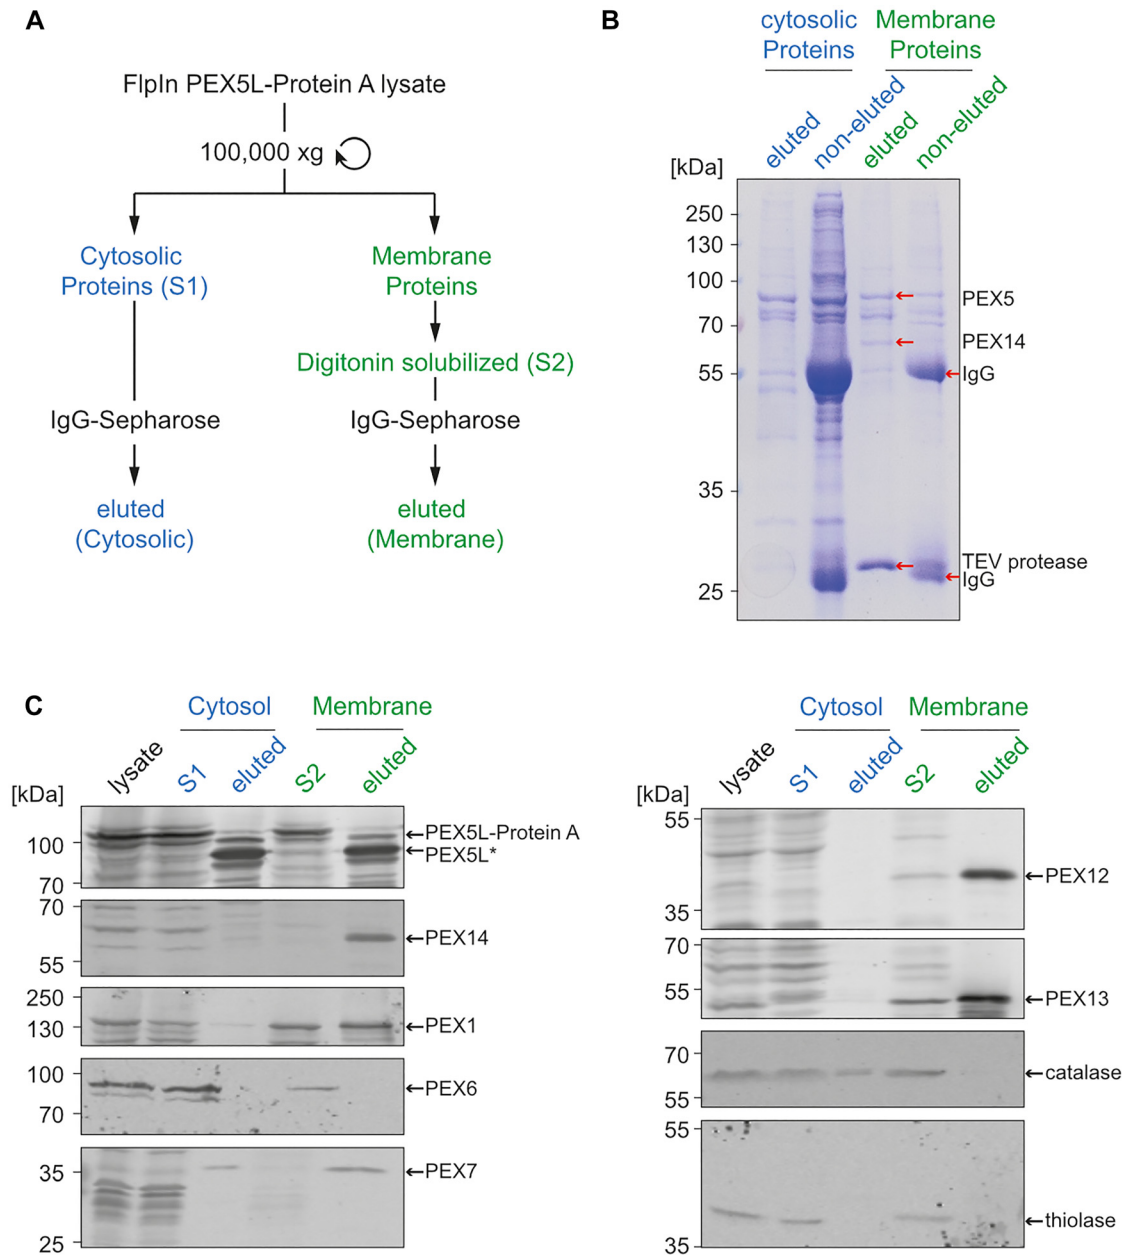 A
FlpIn PEX5L-Protein A lysate
100,000 xg
Cytosolic
Proteins (S1)
Membrane
Proteins
Digitonin solubilized (S2)
IgG-Sepharose
IgG-Sepharose
eluted
(Cytosolic)
eluted
(Membrane)
B
cytosolic
Proteins
Membrane
Proteins
eluted
non-eluted
eluted
non-eluted
[kDa]
250
130
100
70
55
35
25
PEX5
PEX14
IgG
TEV protease
IgG
C
Cytosol
Membrane
lysate
S1
eluted
S2
eluted
[kDa]
100
70
PEX5L-Protein A
PEX5L*
70
55
PEX14
250
130
PEX1
100
70
PEX6
35
25
PEX7
Cytosol
Membrane
lysate
S1
eluted
S2
eluted
[kDa]
55
35
PEX12
70
55
PEX13
70
55
catalase
55
35
thiolase